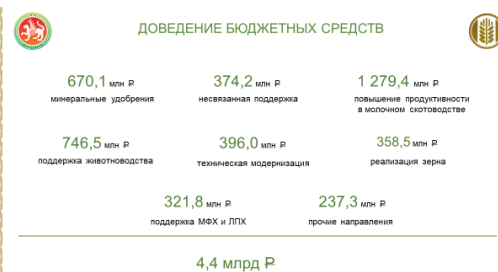 ДОВЕДЕНИЕ БЮДЖЕТНЫХ СРЕДСТВ
670,1 млн ₽
минеральные удобрения
374,2 млн ₽
несвязанная поддержка
1 279,4 млн ₽
повышение продуктивности
в молочном скотоводстве
746,5 млн ₽
поддержка животноводства
396,0 млн ₽
техническая модернизация
358,5 млн ₽
реализация зерна
321,8 млн ₽
поддержка МФХ и ЛПХ
237,3 млн ₽
прочие направления
4,4 млрд ₽